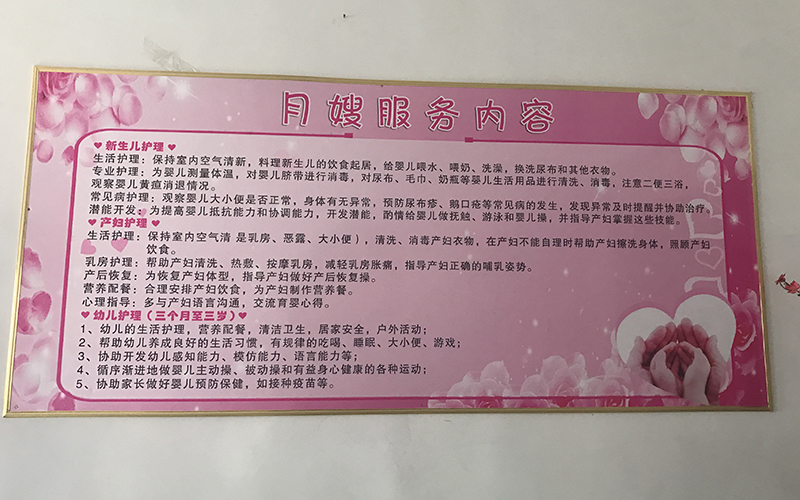 月嫂服务内容
♥ 新生儿护理 ♥
生活护理：保持室内空气清新，料理新生儿的饮食起居，给婴儿喂水、喂奶、洗澡，换洗尿布和其他衣物。
专业护理：为婴儿测量体温，对婴儿脐带进行消毒，对尿布、毛巾、奶瓶等婴儿生活用品进行清洗、消毒，注意二便三浴，
观察婴儿黄疸消退情况。
常见病护理：观察婴儿大小便是否正常，身体有无异常，预防尿布疹、鹅口疮等常见病的发生，发现异常及时提醒并协助治疗。
潜能开发：为提高婴儿抵抗能力和协调能力，开发潜能，酌情给婴儿做抚触、游泳和婴儿操，并指导产妇掌握这些技能。
♥ 产妇护理 ♥
生活护理：保持室内空气清 是乳房、恶露、大小便），清洗、消毒产妇衣物，在产妇不能自理时帮助产妇擦洗身体，照顾产妇
饮食。
乳房护理：帮助产妇清洗、热敷、按摩乳房，减轻乳房胀痛，指导产妇正确的哺乳姿势。
产后恢复：为恢复产妇体型，指导产妇做好产后恢复操。
营养配餐：合理安排产妇饮食，为产妇制作营养餐。
心理指导：多与产妇语言沟通，交流育婴心得。
♥ 幼儿护理（三个月至三岁）♥
1、幼儿的生活护理，营养配餐，清洁卫生，居家安全，户外活动；
2、帮助幼儿养成良好的生活习惯，有规律的吃喝、睡眠、大小便、游戏；
3、协助开发幼儿感知能力、模仿能力、语言能力等；
4、循序渐进地做婴儿主动操、被动操和有益身心健康的各种运动；
5、协助家长做好婴儿预防保健，如接种疫苗等。